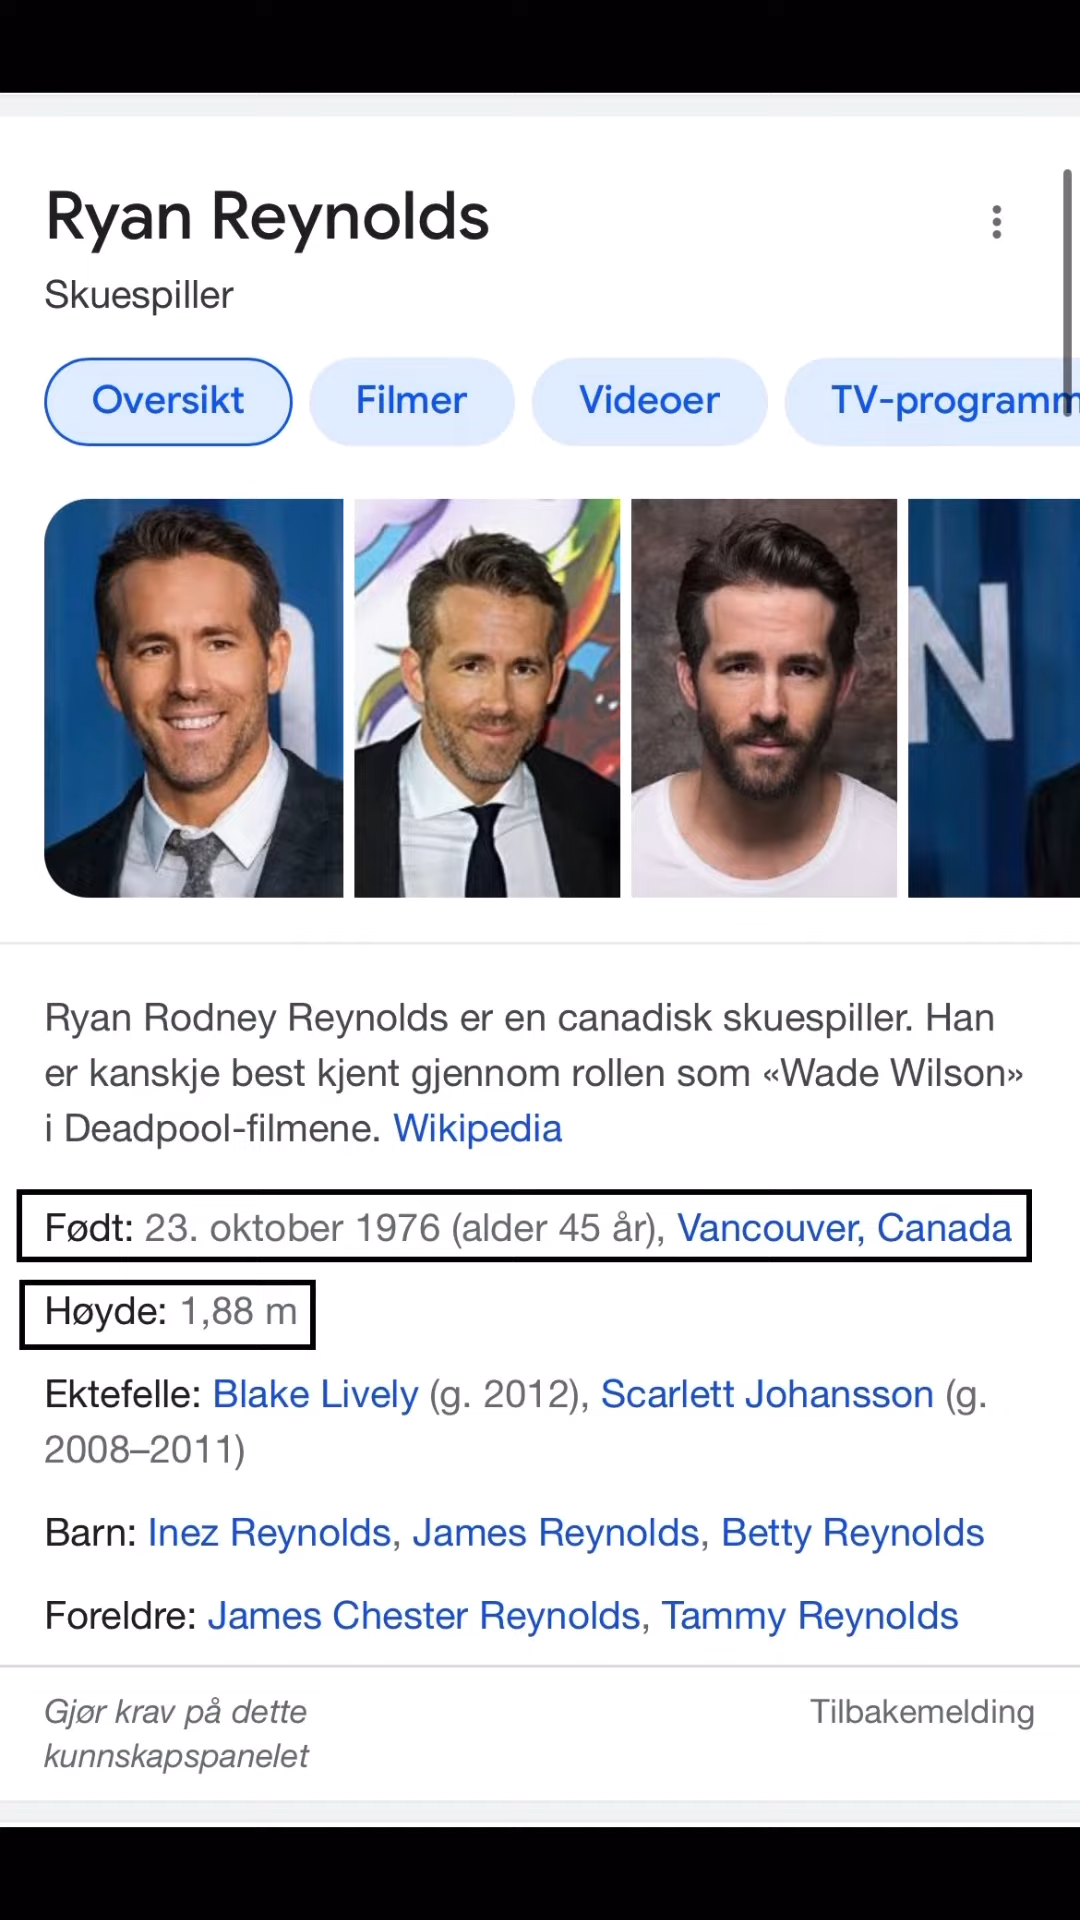 Ryan Reynolds
Skuespiller
Oversikt Filmer Videoer TV-programm
N
Ryan Rodney Reynolds er en canadisk skuespiller. Han
er kanskje best kjent gjennom rollen som «Wade Wilson»
i Deadpool-filmene. Wikipedia
Født: 23. oktober 1976 (alder 45 år), Vancouver, Canada
Høyde: 1,88 m
Ektefelle: Blake Lively (g. 2012), Scarlett Johansson (g.
2008–2011)
Barn: Inez Reynolds, James Reynolds, Betty Reynolds
Foreldre: James Chester Reynolds, Tammy Reynolds
Gjør krav på dette
kunnskapspanelet
Tilbakemelding